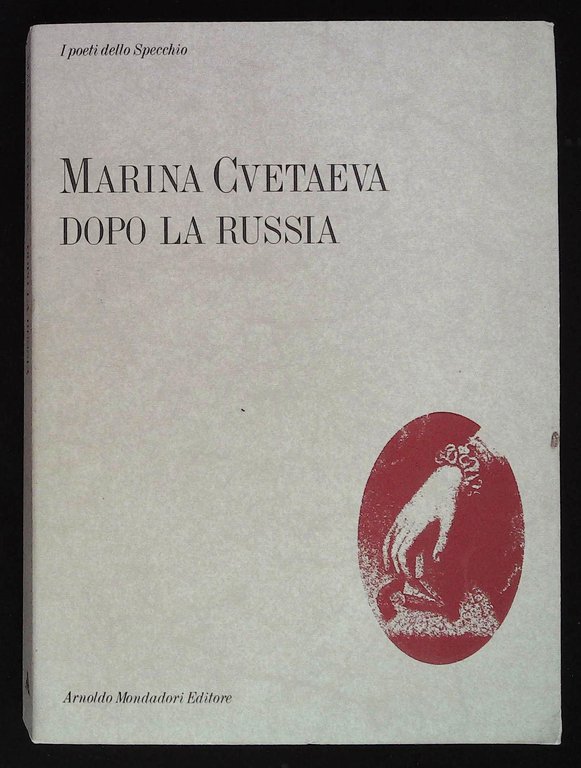 I poeti dello Specchio
MARINA CVETAEVA
DOPO LA RUSSIA
Arnoldo Mondadori Editore